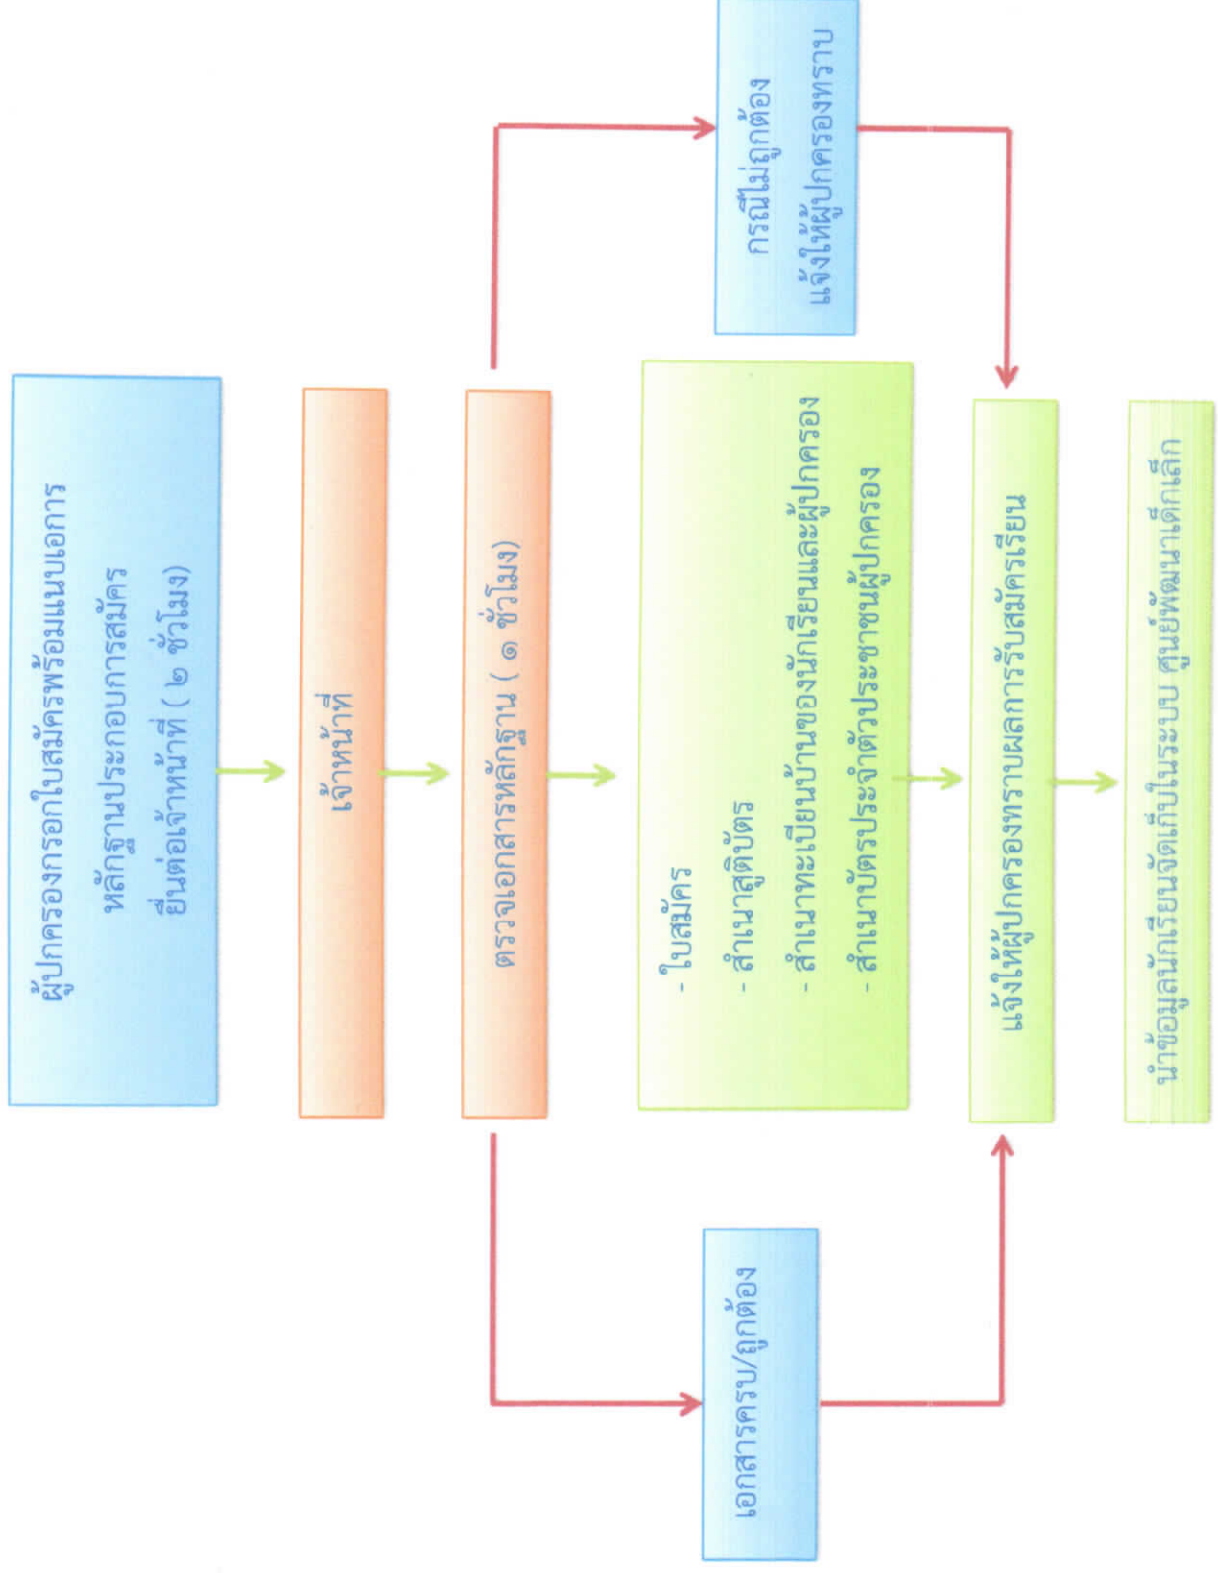 ผู้ปกครองกรอกใบสมัครพร้อมแนบเอการ
หลักฐานประกอบการสมัคร
ยื่นต่อเจ้าหน้าที่ ( ๒ ชั่วโมง)
เจ้าหน้าที่
ตรวจเอกสารหลักฐาน ( ๑ ชั่วโมง)
เอกสารครบ/ถูกต้อง
- ใบสมัคร
- สำเนาสูติบัตร
- สำเนาทะเบียนบ้านของนักเรียนและผู้ปกครอง
- สำเนาบัตรประจำตัวประชาชนผู้ปกครอง
กรณีไม่ถูกต้อง
แจ้งให้ผู้ปกครองทราบ
แจ้งให้ผู้ปกครองทราบผลการรับสมัครเรียน
นำข้อมูลนักเรียนจัดเก็บในระบบ ศูนย์พัฒนาเด็กเล็ก